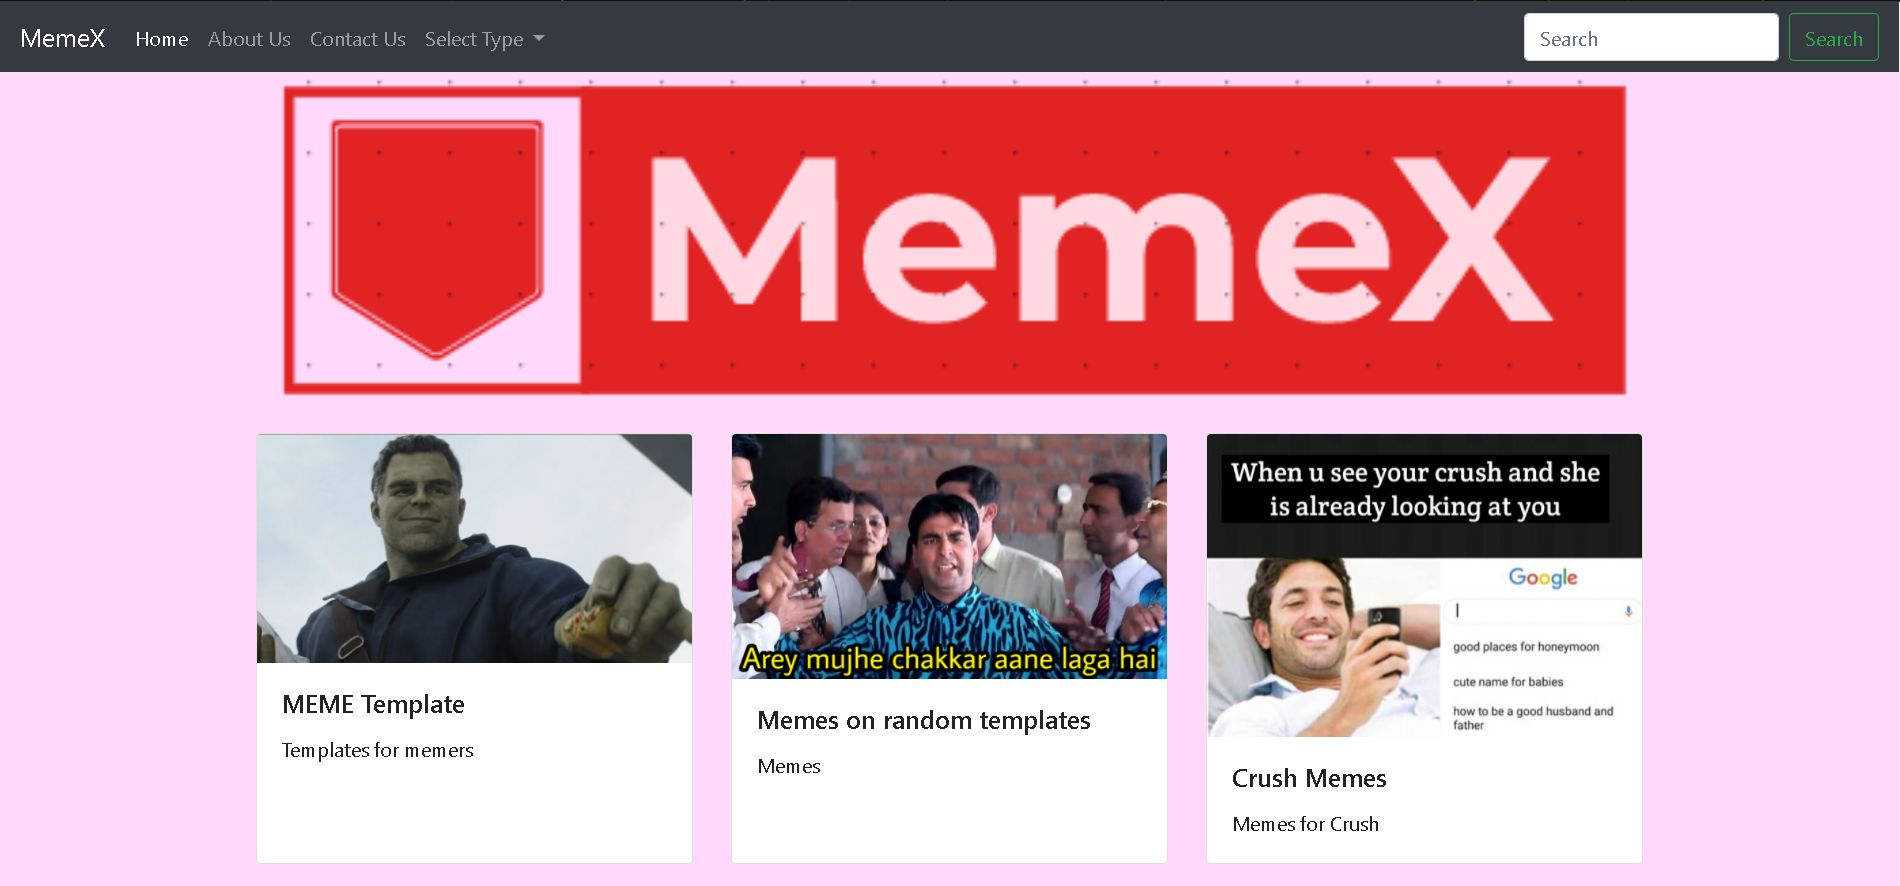 MemeX Home About Us Contact Us Select Type Search Search
MemeX
Arey mujhe chakkar aane laga hai
When u see your crush and she
is already looking at you
Google
good places for honeymoon
cute name for babies
how to be a good husband and
father
MEME Template
Templates for memers
Memes on random templates
Memes
Crush Memes
Memes for Crush